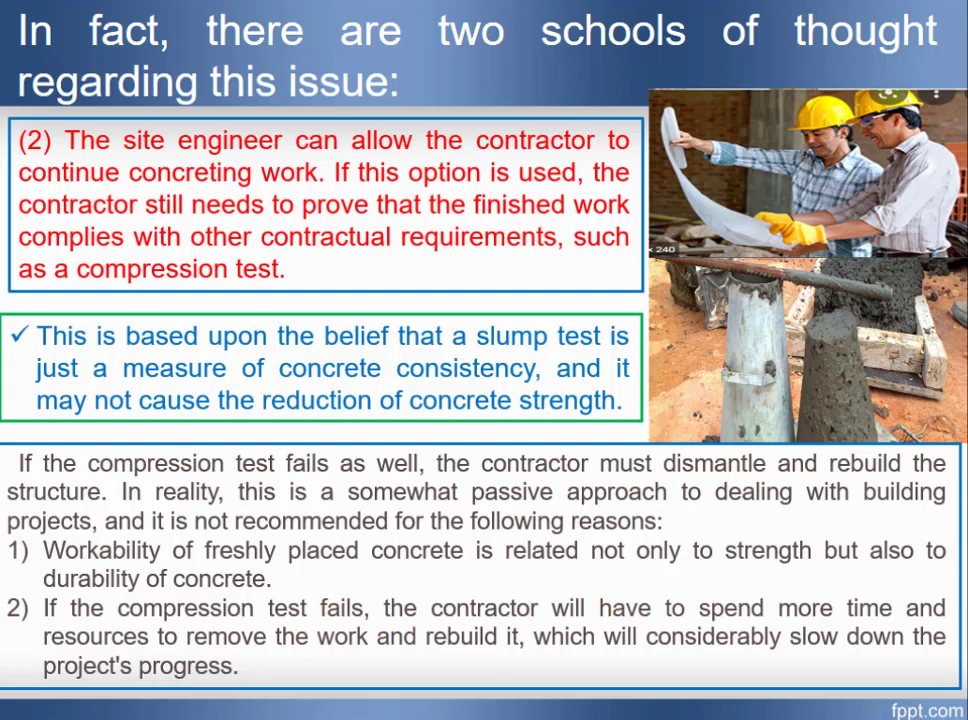 In fact, there are two schools of thought
regarding this issue:
(2) The site engineer can allow the contractor to
continue concreting work. If this option is used, the
contractor still needs to prove that the finished work
complies with other contractual requirements, such
as a compression test.
× 240
✓ This is based upon the belief that a slump test is
just a measure of concrete consistency, and it
may not cause the reduction of concrete strength.
If the compression test fails as well, the contractor must dismantle and rebuild the
structure. In reality, this is a somewhat passive approach to dealing with building
projects, and it is not recommended for the following reasons:
1) Workability of freshly placed concrete is related not only to strength but also to
durability of concrete.
2) If the compression test fails, the contractor will have to spend more time and
resources to remove the work and rebuild it, which will considerably slow down the
project's progress.
fppt.com